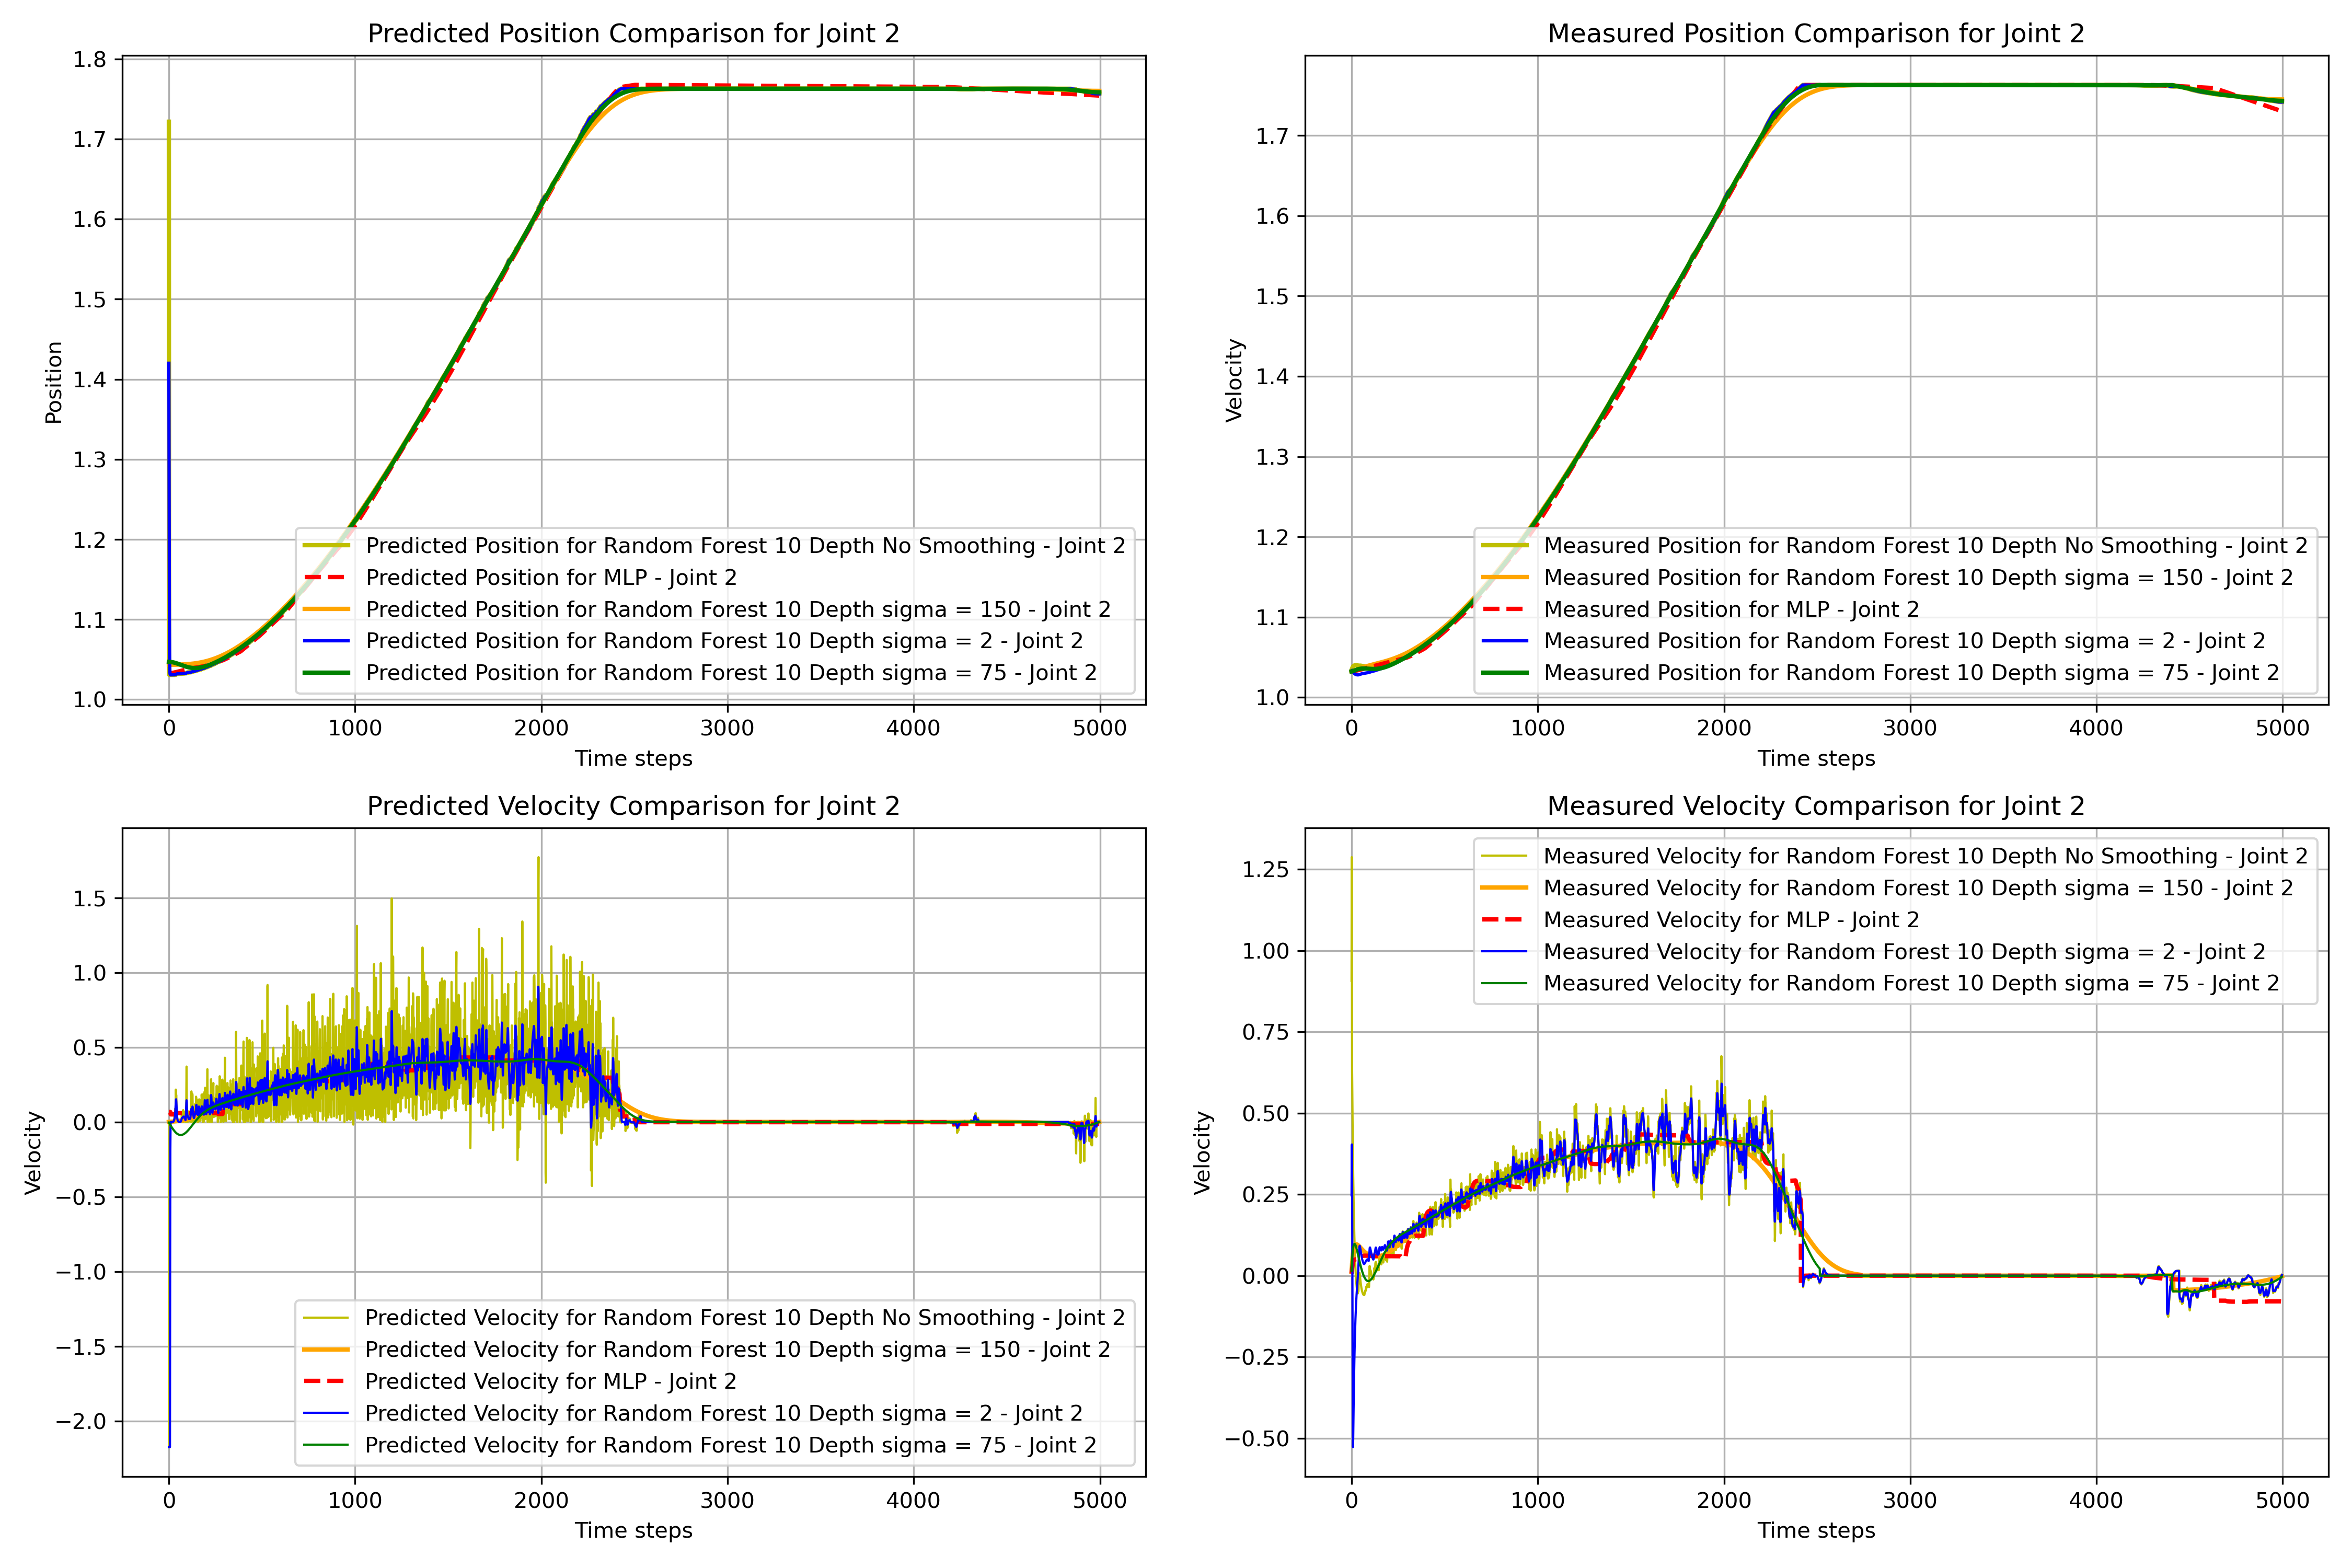 Predicted Position Comparison for Joint 2
1.8
1.7
1.6
1.5
1.4
1.3
1.2
1.1
1.0
Position
Predicted Position for Random Forest 10 Depth No Smoothing - Joint 2
Predicted Position for MLP - Joint 2
Predicted Position for Random Forest 10 Depth sigma = 150 - Joint 2
Predicted Position for Random Forest 10 Depth sigma = 2 - Joint 2
Predicted Position for Random Forest 10 Depth sigma = 75 - Joint 2
0 1000 2000 3000 4000 5000
Time steps
Measured Position Comparison for Joint 2
1.7
1.6
1.5
1.4
1.3
1.2
1.1
1.0
Velocity
Measured Position for Random Forest 10 Depth No Smoothing - Joint 2
Measured Position for Random Forest 10 Depth sigma = 150 - Joint 2
Measured Position for MLP - Joint 2
Measured Position for Random Forest 10 Depth sigma = 2 - Joint 2
Measured Position for Random Forest 10 Depth sigma = 75 - Joint 2
0 1000 2000 3000 4000 5000
Time steps
Predicted Velocity Comparison for Joint 2
1.5
1.0
0.5
0.0
−0.5
−1.0
−1.5
−2.0
Velocity
Predicted Velocity for Random Forest 10 Depth No Smoothing - Joint 2
Predicted Velocity for Random Forest 10 Depth sigma = 150 - Joint 2
Predicted Velocity for MLP - Joint 2
Predicted Velocity for Random Forest 10 Depth sigma = 2 - Joint 2
Predicted Velocity for Random Forest 10 Depth sigma = 75 - Joint 2
0 1000 2000 3000 4000 5000
Time steps
Measured Velocity Comparison for Joint 2
1.25
1.00
0.75
0.50
0.25
0.00
−0.25
−0.50
Velocity
Measured Velocity for Random Forest 10 Depth No Smoothing - Joint 2
Measured Velocity for Random Forest 10 Depth sigma = 150 - Joint 2
Measured Velocity for MLP - Joint 2
Measured Velocity for Random Forest 10 Depth sigma = 2 - Joint 2
Measured Velocity for Random Forest 10 Depth sigma = 75 - Joint 2
0 1000 2000 3000 4000 5000
Time steps